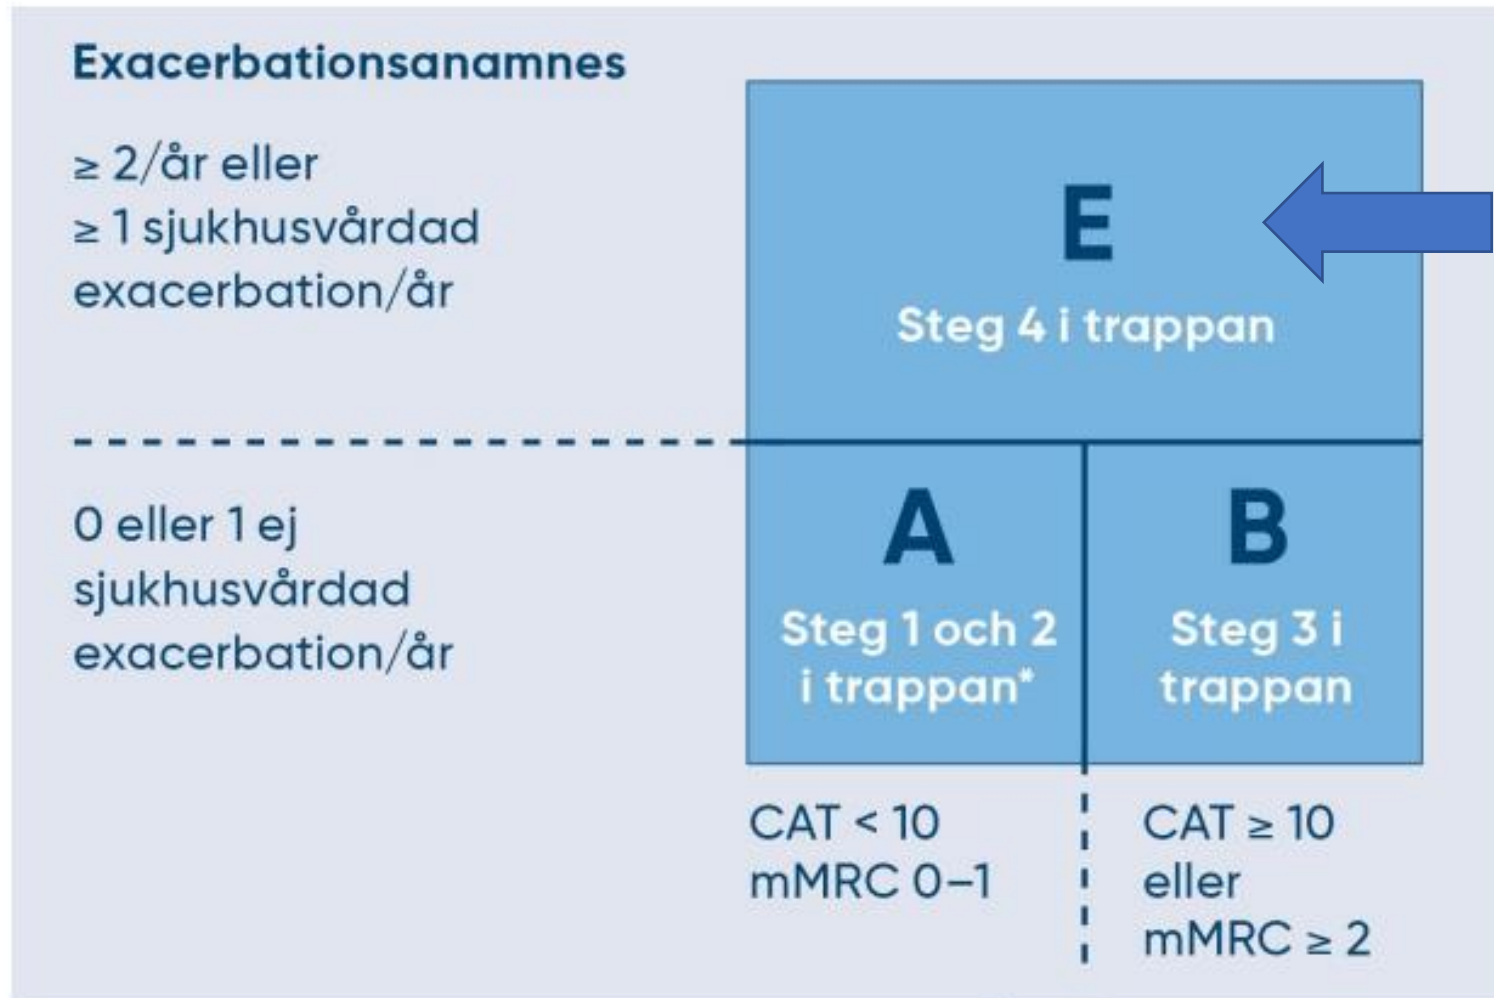 Exacerbationsanamnes
≥ 2/år eller
≥ 1 sjukhusvårdad
exacerbation/år
E
Steg 4 i trappan
0 eller 1 ej
sjukhusvårdad
exacerbation/år
A
Steg 1 och 2
i trappan*
B
Steg 3 i
trappan
CAT < 10
mMRC 0–1
CAT ≥ 10
eller
mMRC ≥ 2